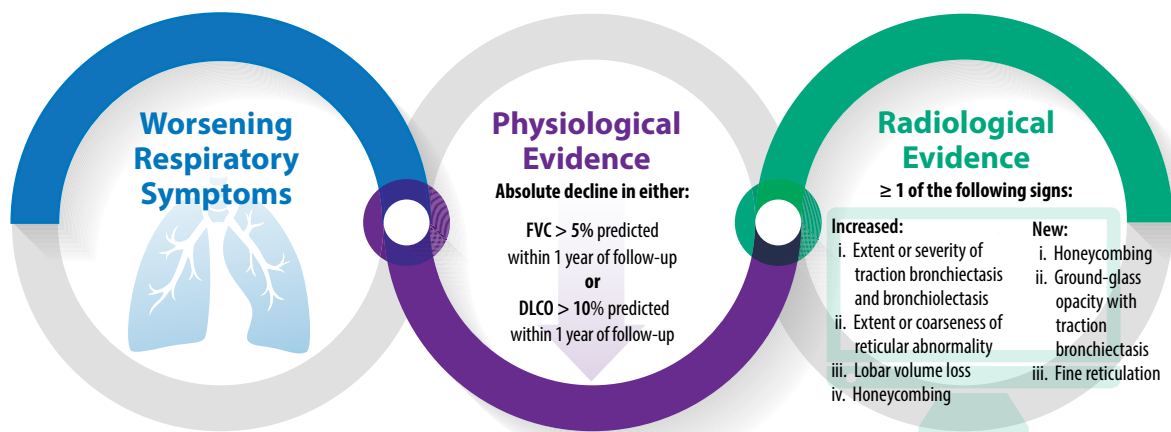 Worsening
Respiratory
Symptoms
Physiological
Evidence
Absolute decline in either:
FVC > 5% predicted
within 1 year of follow-up
or
DLCO > 10% predicted
within 1 year of follow-up
Radiological
Evidence
≥ 1 of the following signs:
Increased:
i. Extent or severity of
traction bronchiectasis
and bronchiolectasis
ii. Extent or coarseness of
reticular abnormality
iii. Lobar volume loss
iv. Honeycombing
New:
i. Honeycombing
ii. Ground-glass
opacity with
traction
bronchiectasis
iii. Fine reticulation